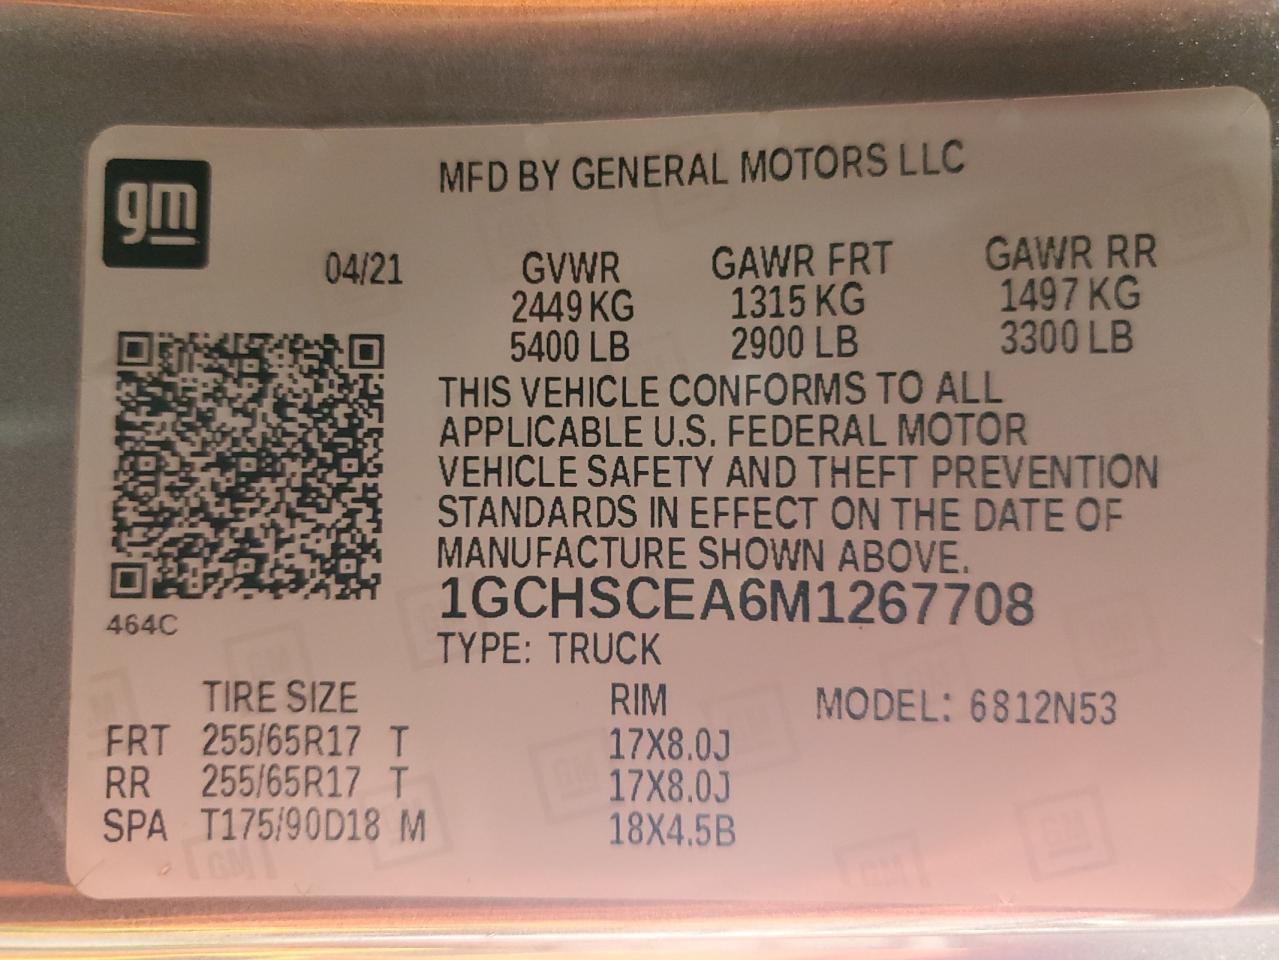 gm
MFD BY GENERAL MOTORS LLC
04/21 GVWR GAWR FRT GAWR RR
2449 KG 1315 KG 1497 KG
5400 LB 2900 LB 3300 LB
THIS VEHICLE CONFORMS TO ALL
APPLICABLE U.S. FEDERAL MOTOR
VEHICLE SAFETY AND THEFT PREVENTION
STANDARDS IN EFFECT ON THE DATE OF
MANUFACTURE SHOWN ABOVE.
1GCHSCEA6M1267708
464C
TYPE: TRUCK
TIRE SIZE RIM MODEL: 6812N53
FRT 255/65R17 T 17X8.0J
RR 255/65R17 T 17X8.0J
SPA T175/90D18 M 18X4.5B